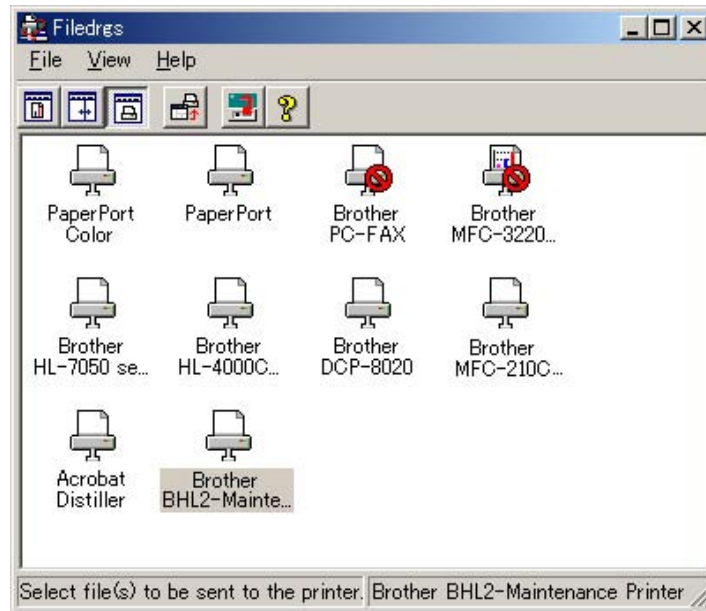 Filedrgs
File View Help
PaperPort
Color
PaperPort
Brother
PC-FAX
Brother
MFC-3220...
Brother
HL-7050 se...
Brother
HL-4000C...
Brother
DCP-8020
Brother
MFC-210C...
Acrobat
Distiller
Brother
BHL2-Mainte...
Select file(s) to be sent to the printer. Brother BHL2-Maintenance Printer